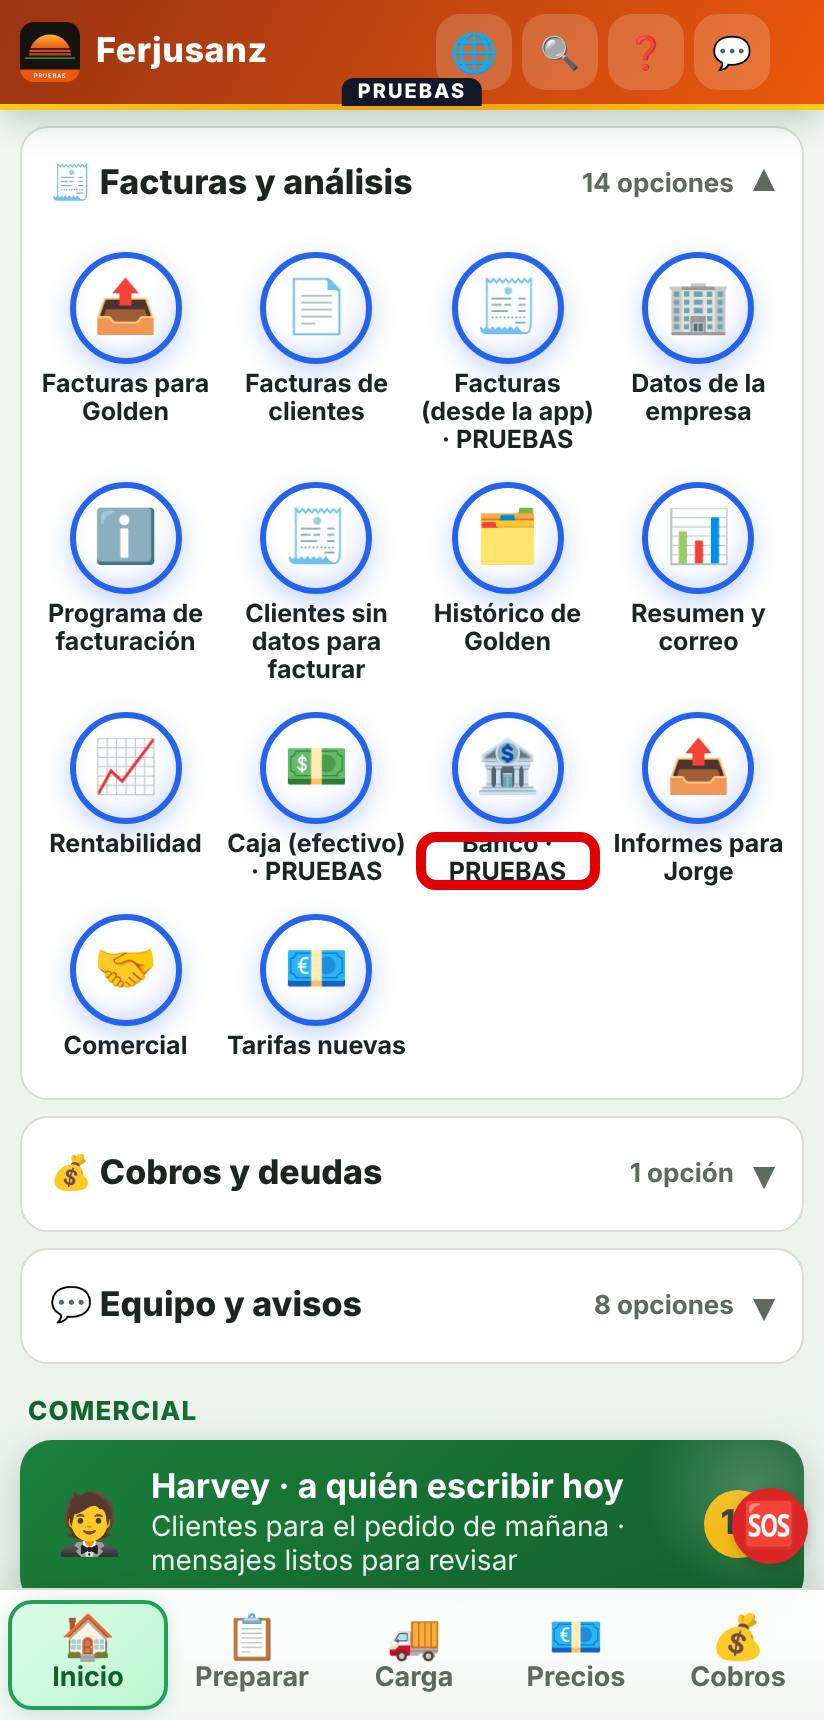 PRUEBAS
Ferjusanz
PRUEBAS
Facturas y análisis
14 opciones ▲
Facturas para
Golden
Facturas de
clientes
Facturas
(desde la app)
· PRUEBAS
Datos de la
empresa
Programa de
facturación
Clientes sin
datos para
facturar
Histórico de
Golden
Resumen y
correo
Rentabilidad
Caja (efectivo)
· PRUEBAS
Banco ·
PRUEBAS
Informes para
Jorge
Comercial
Tarifas nuevas
Cobros y deudas
1 opción ▼
Equipo y avisos
8 opciones ▼
COMERCIAL
Harvey · a quién escribir hoy
Clientes para el pedido de mañana ·
mensajes listos para revisar
SOS
Inicio
Preparar
Carga
Precios
Cobros